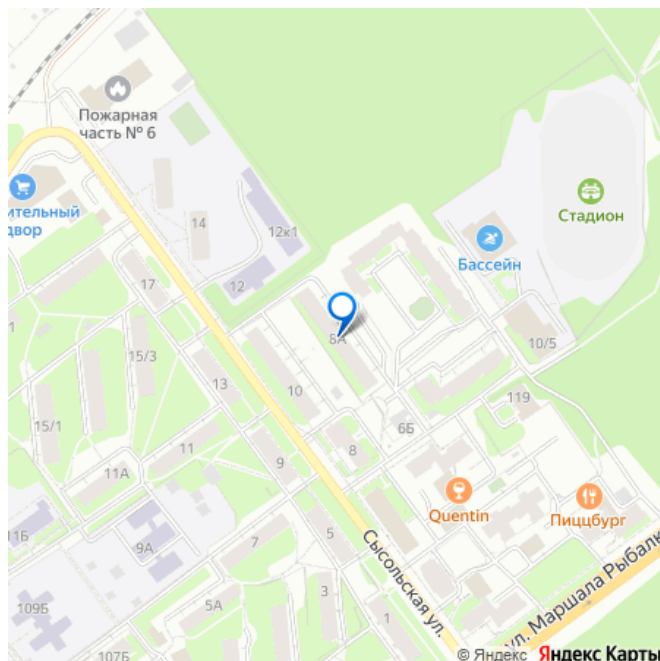 Пожарная
часть № 6
ительный
двор
14
12к1
12
17
Стадион
Бассейн
1
15/3
8А
10/5
13
10
119
15/1
6Б
11
8
11А
9
Quentin
Пиццбург
11Б
9А
7
5
Сысольская ул.
ул. Маршала Рыбалк
109Б
5А
3
1
107Б
© Яндекс Яндекс Карты